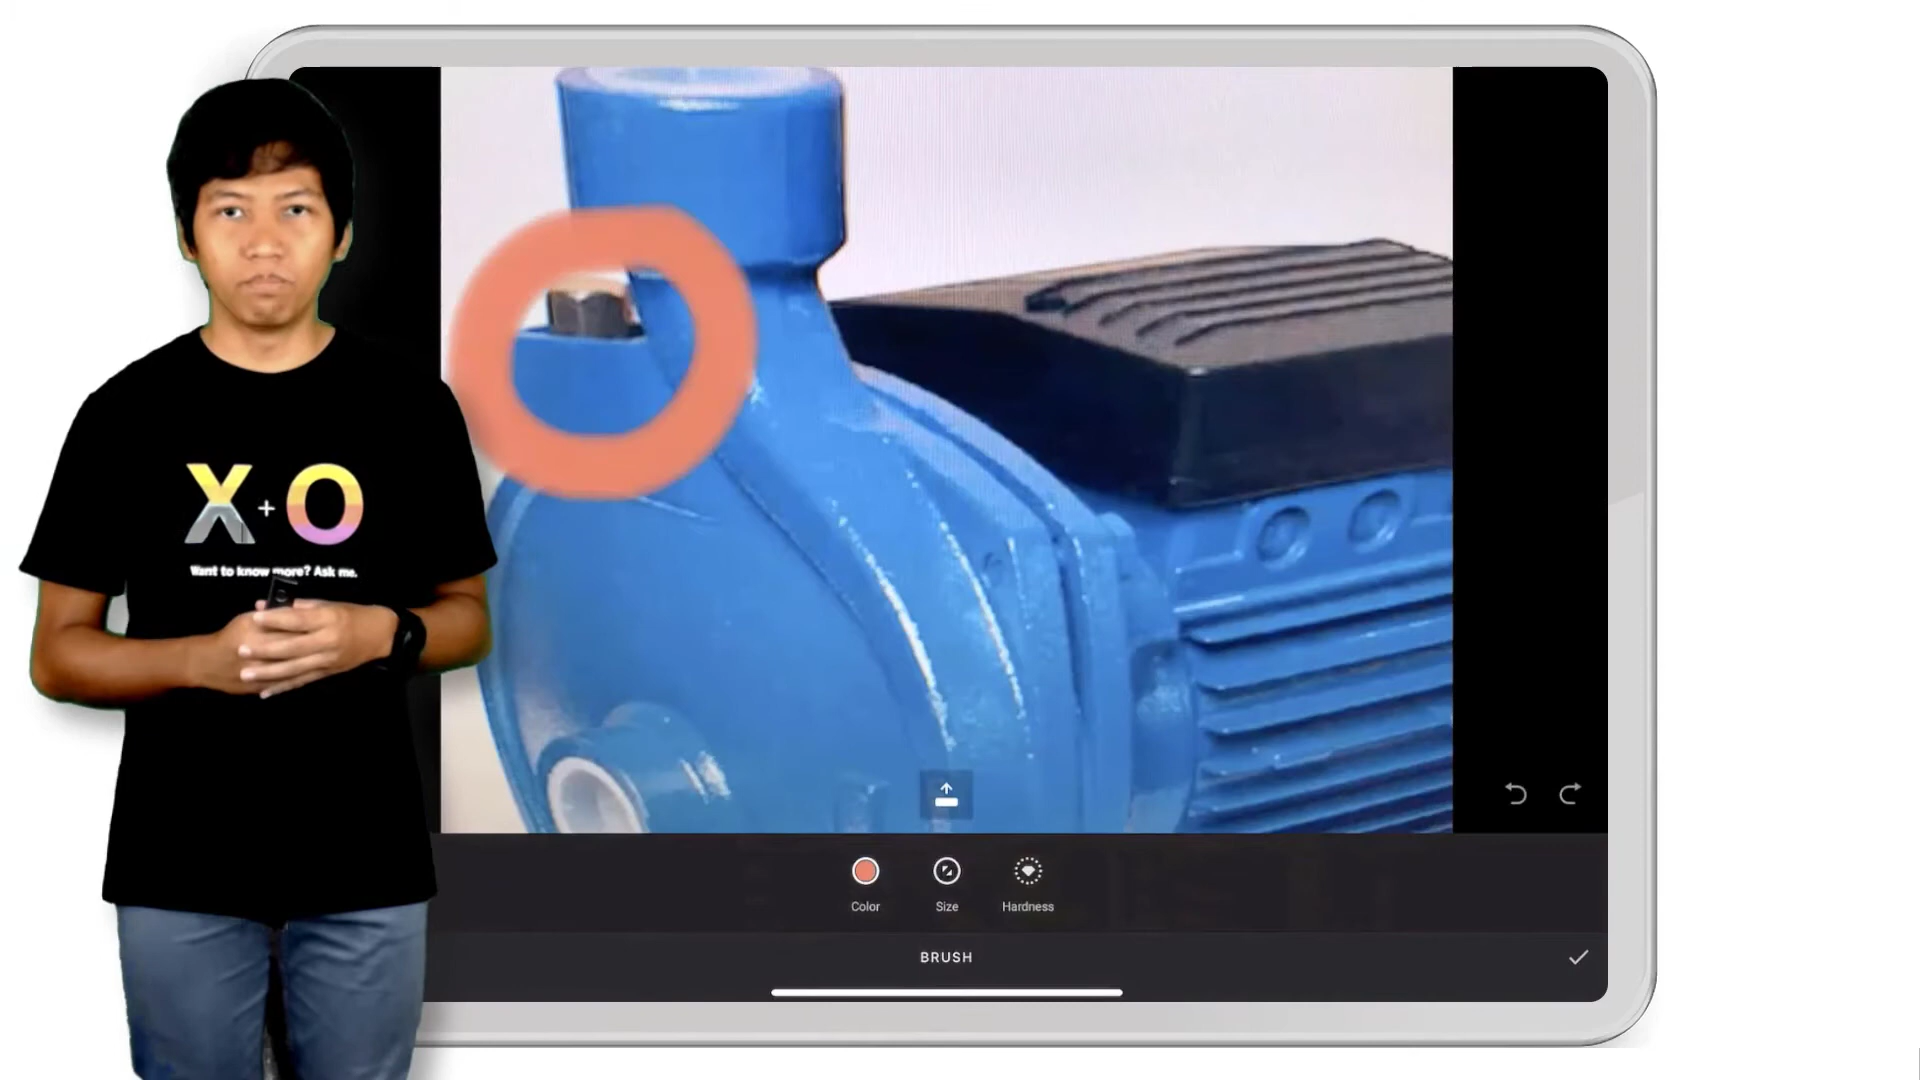 X + O
Want to know more? Ask me.
Color
Size
Hardness
BRUSH